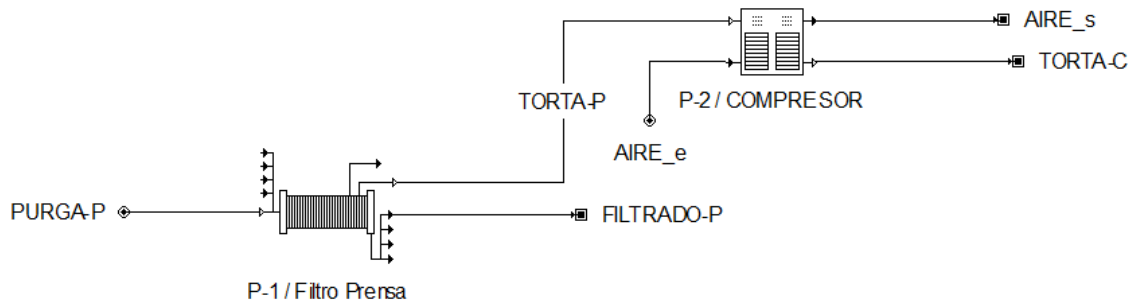 AIRE_s
TORTA-C
P-2 / COMPRESOR
TORTA-P
AIRE_e
PURGA-P
FILTRADO-P
P-1 / Filtro Prensa